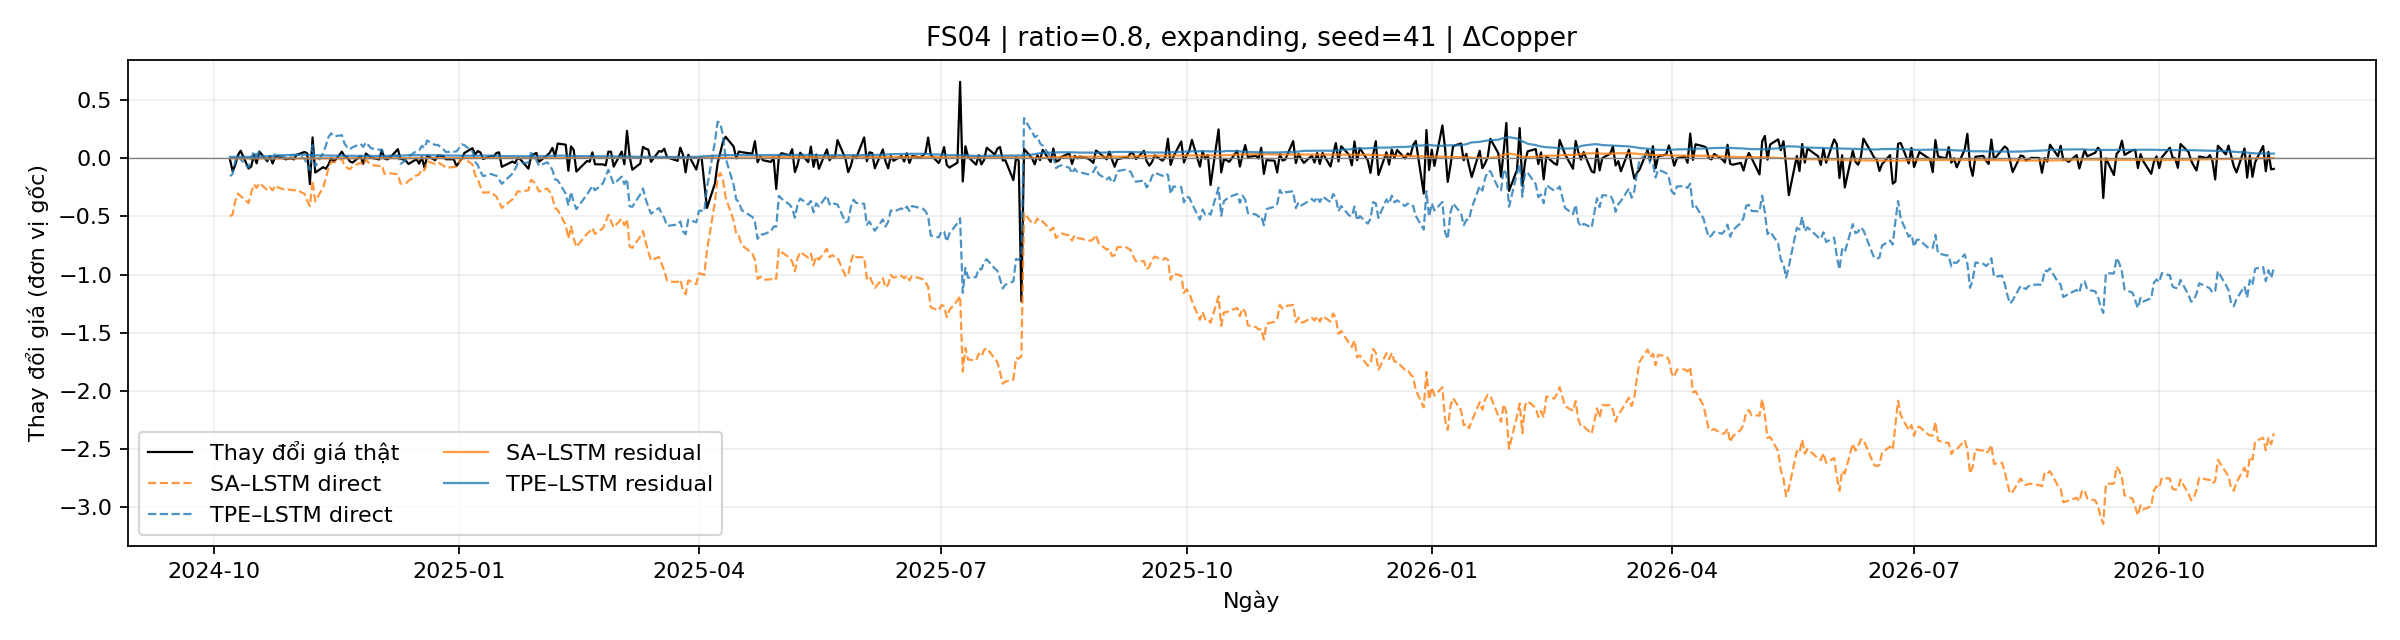 FS04 | ratio=0.8, expanding, seed=41 | ΔCopper
Thay đổi giá (đơn vị gốc)
0.5
0.0
−0.5
−1.0
−1.5
−2.0
−2.5
−3.0
Thay đổi giá thật
SA–LSTM direct
TPE–LSTM direct
SA–LSTM residual
TPE–LSTM residual
2024-10 2025-01 2025-04 2025-07 2025-10 2026-01 2026-04 2026-07 2026-10
Ngày